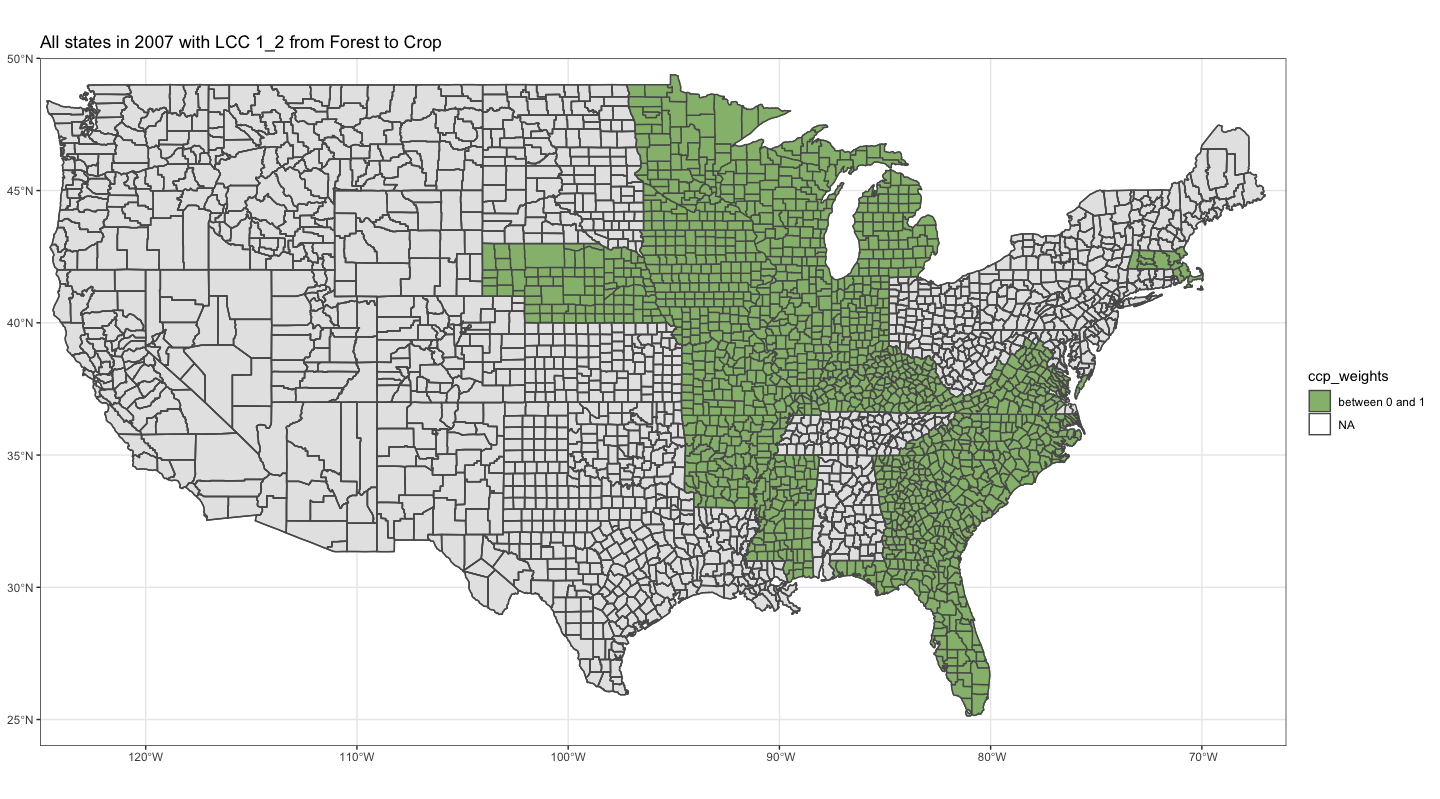 All states in 2007 with LCC 1_2 from Forest to Crop
50°N
45°N
40°N
35°N
30°N
25°N
120°W
110°W
100°W
90°W
80°W
70°W
ccp_weights
between 0 and 1
NA